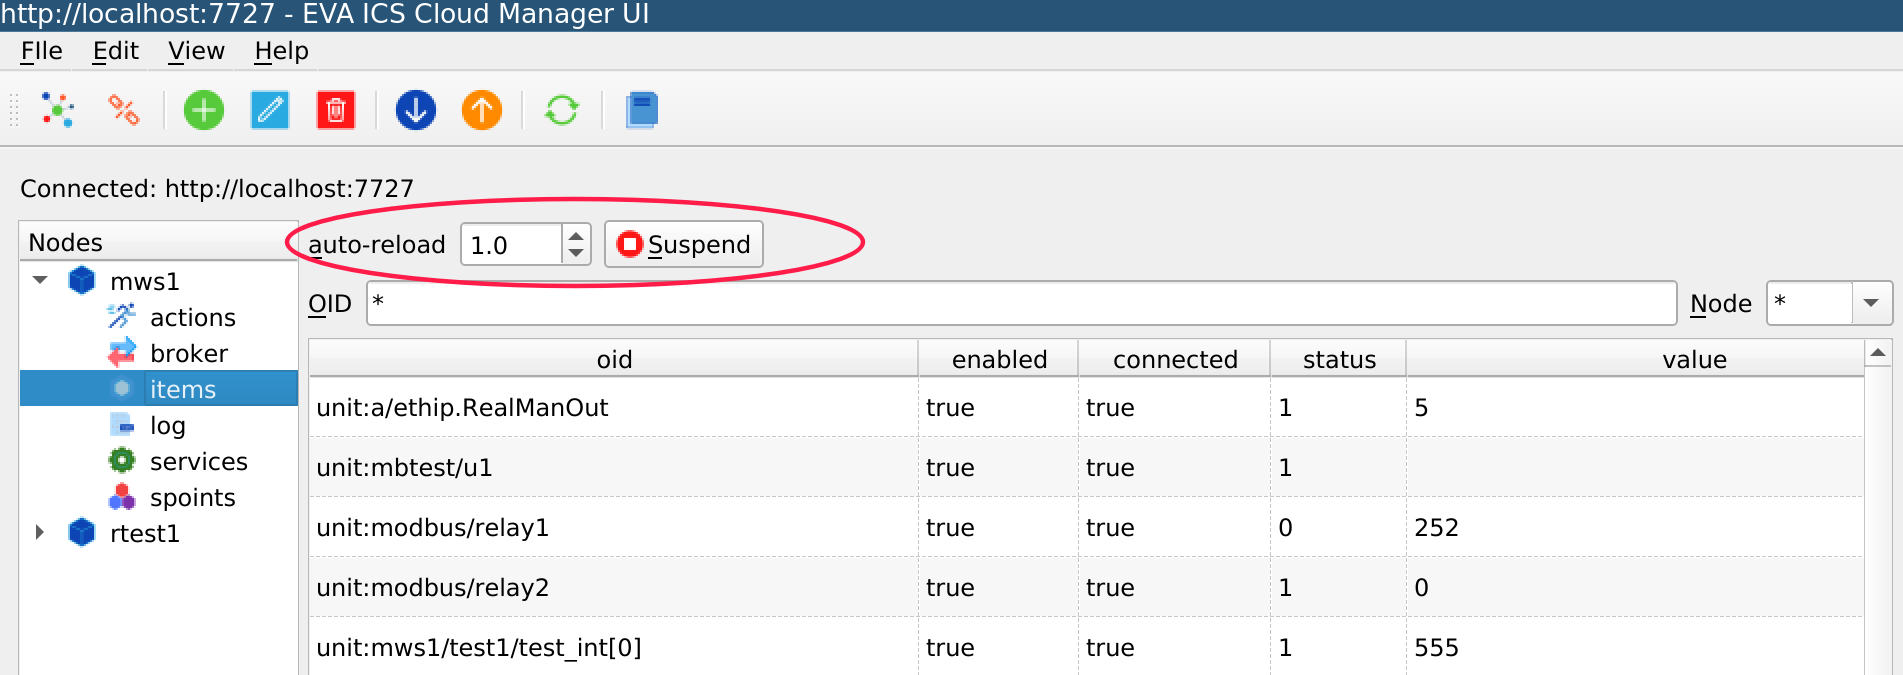 http://localhost:7727 - EVA ICS Cloud Manager UI
FIle Edit View Help
Connected: http://localhost:7727
Nodes
mws1
actions
broker
items
log
services
spoints
rtest1
auto-reload 1.0 Suspend
OID * Node *
oid enabled connected status value
unit:a/ethip.RealManOut true true 1 5
unit:mbtest/u1 true true 1
unit:modbus/relay1 true true 0 252
unit:modbus/relay2 true true 1 0
unit:mws1/test1/test_int[0] true true 1 555